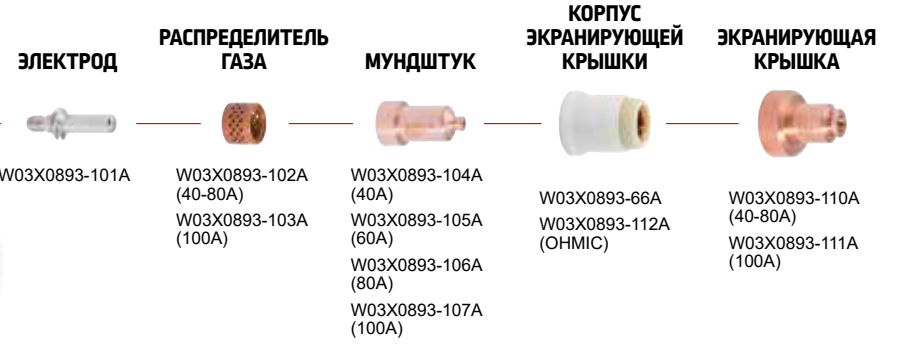 ЭЛЕКТРОД
W03X0893-101A
РАСПРЕДЕЛИТЕЛЬ
ГАЗА
W03X0893-102A
(40-80A)
W03X0893-103A
(100A)
МУНДШТУК
W03X0893-104A
(40A)
W03X0893-105A
(60A)
W03X0893-106A
(80A)
W03X0893-107A
(100A)
КОРПУС
ЭКРАНИРУЮЩЕЙ
КРЫШКИ
W03X0893-66A
W03X0893-112A
(OHMIC)
ЭКРАНИРУЮЩАЯ
КРЫШКА
W03X0893-110A
(40-80A)
W03X0893-111A
(100A)